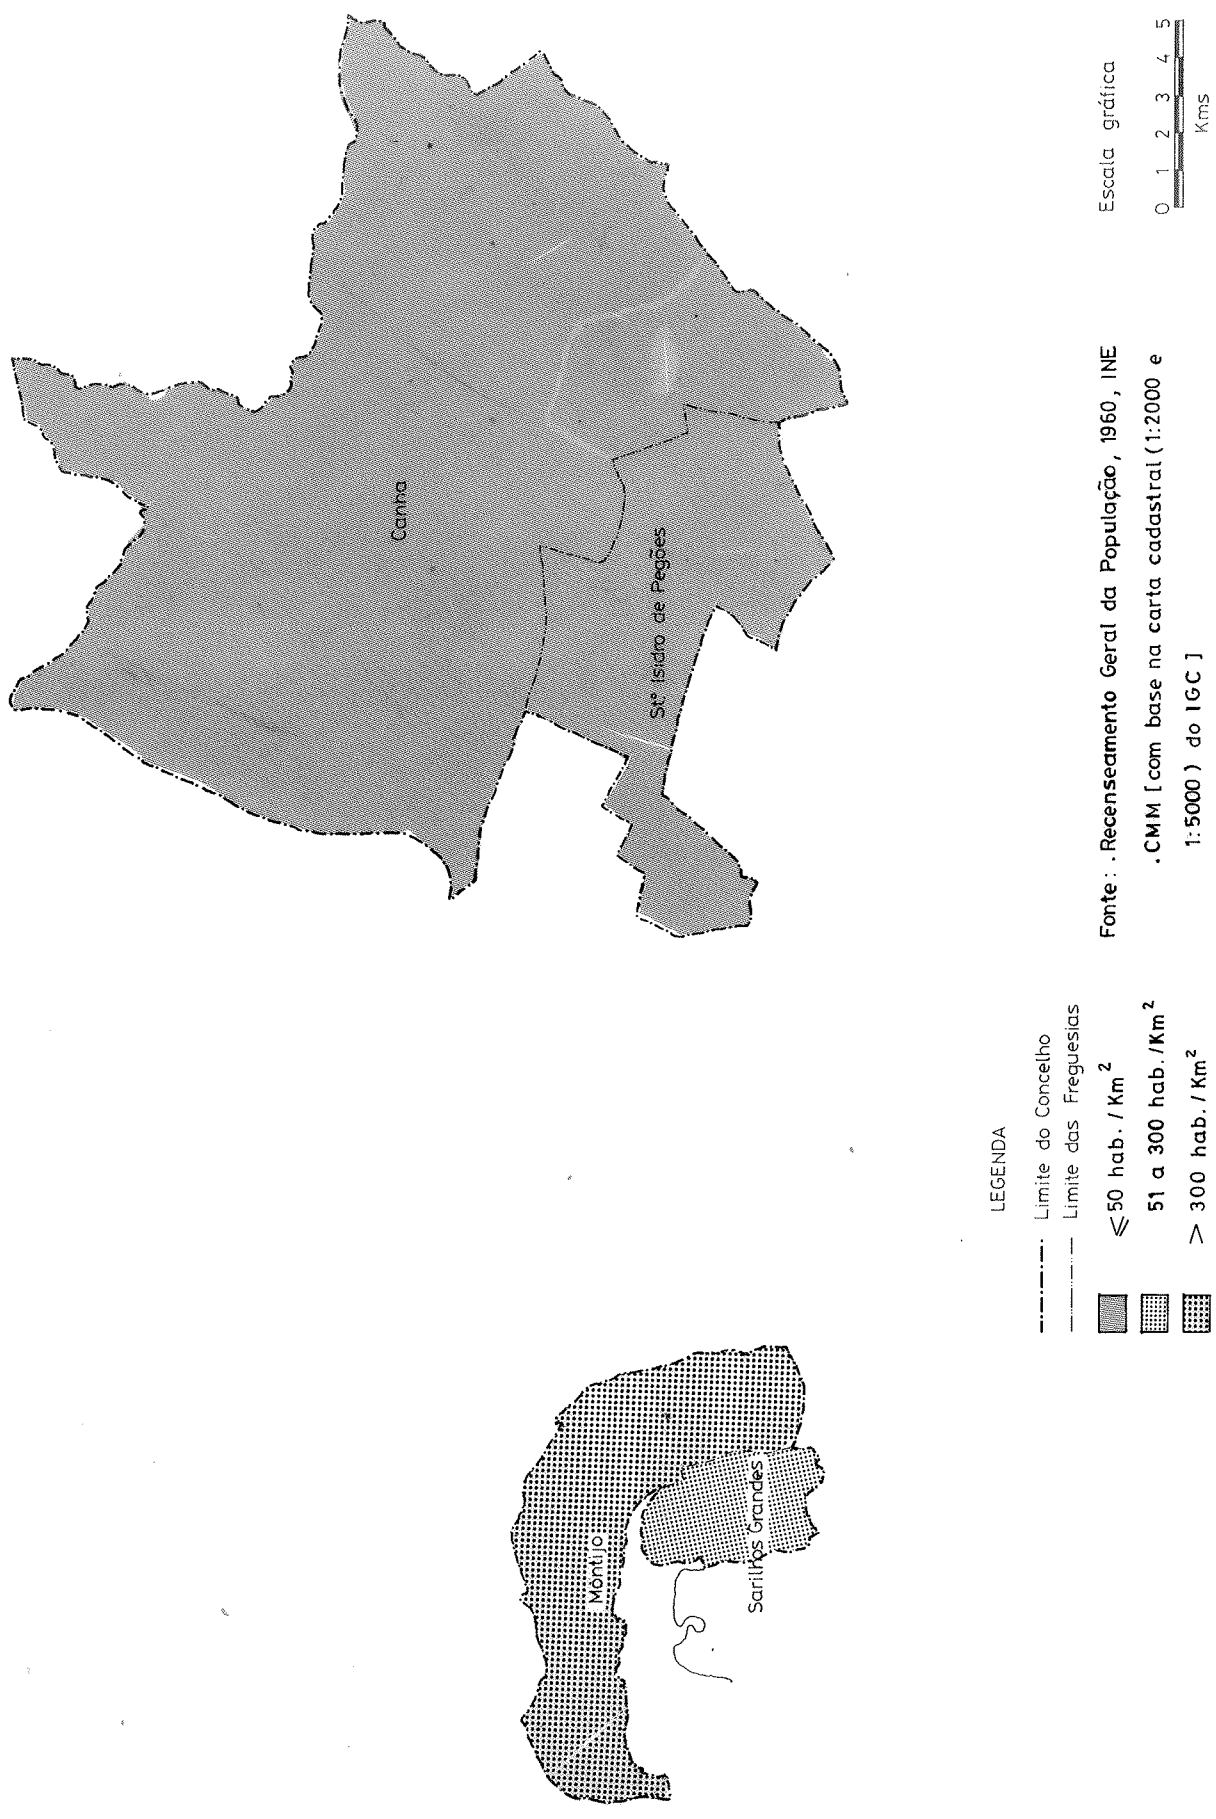 Canha
St.º Isidro de Pegões
Montijo
Sarilhos Grandes
LEGENDA
Limite do Concelho
Limite das Freguesias
⩽ 50 hab. / Km²
51 a 300 hab. / Km²
> 300 hab. / Km²
Fonte: . Recenseamento Geral da População, 1960, INE
. CMM [com base na carta cadastral (1:2000 e
1:5000) do IGC]
Escala gráfica
0 1 2 3 4 5
Kms